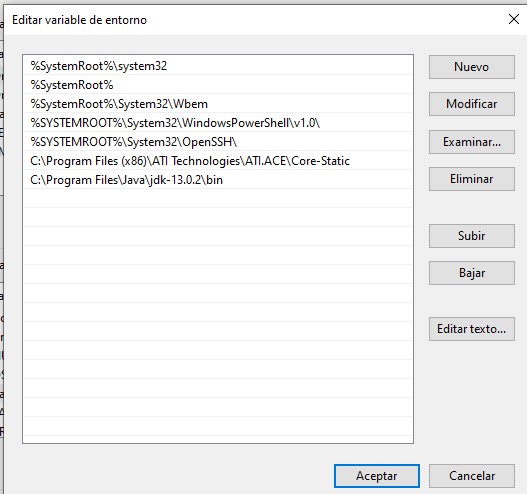 Editar variable de entorno
%SystemRoot%\system32
Nuevo
%SystemRoot%
%SystemRoot%\System32\Wbem
Modificar
%SYSTEMROOT%\System32\WindowsPowerShell\v1.0\
%SYSTEMROOT%\System32\OpenSSH\
Examinar...
C:\Program Files (x86)\ATI Technologies\ATI.ACE\Core-Static
C:\Program Files\Java\jdk-13.0.2\bin
Eliminar
Subir
Bajar
Editar texto...
Aceptar
Cancelar